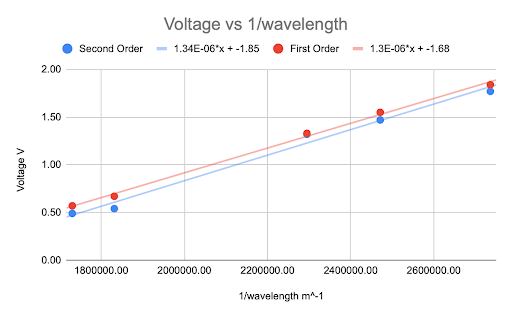 Voltage vs 1/wavelength
Second Order 1.34E-06*x + -1.85 First Order 1.3E-06*x + -1.68
2.00
1.50
1.00
0.50
0.00
Voltage V
1800000.00 2000000.00 2200000.00 2400000.00 2600000.00
1/wavelength m^-1